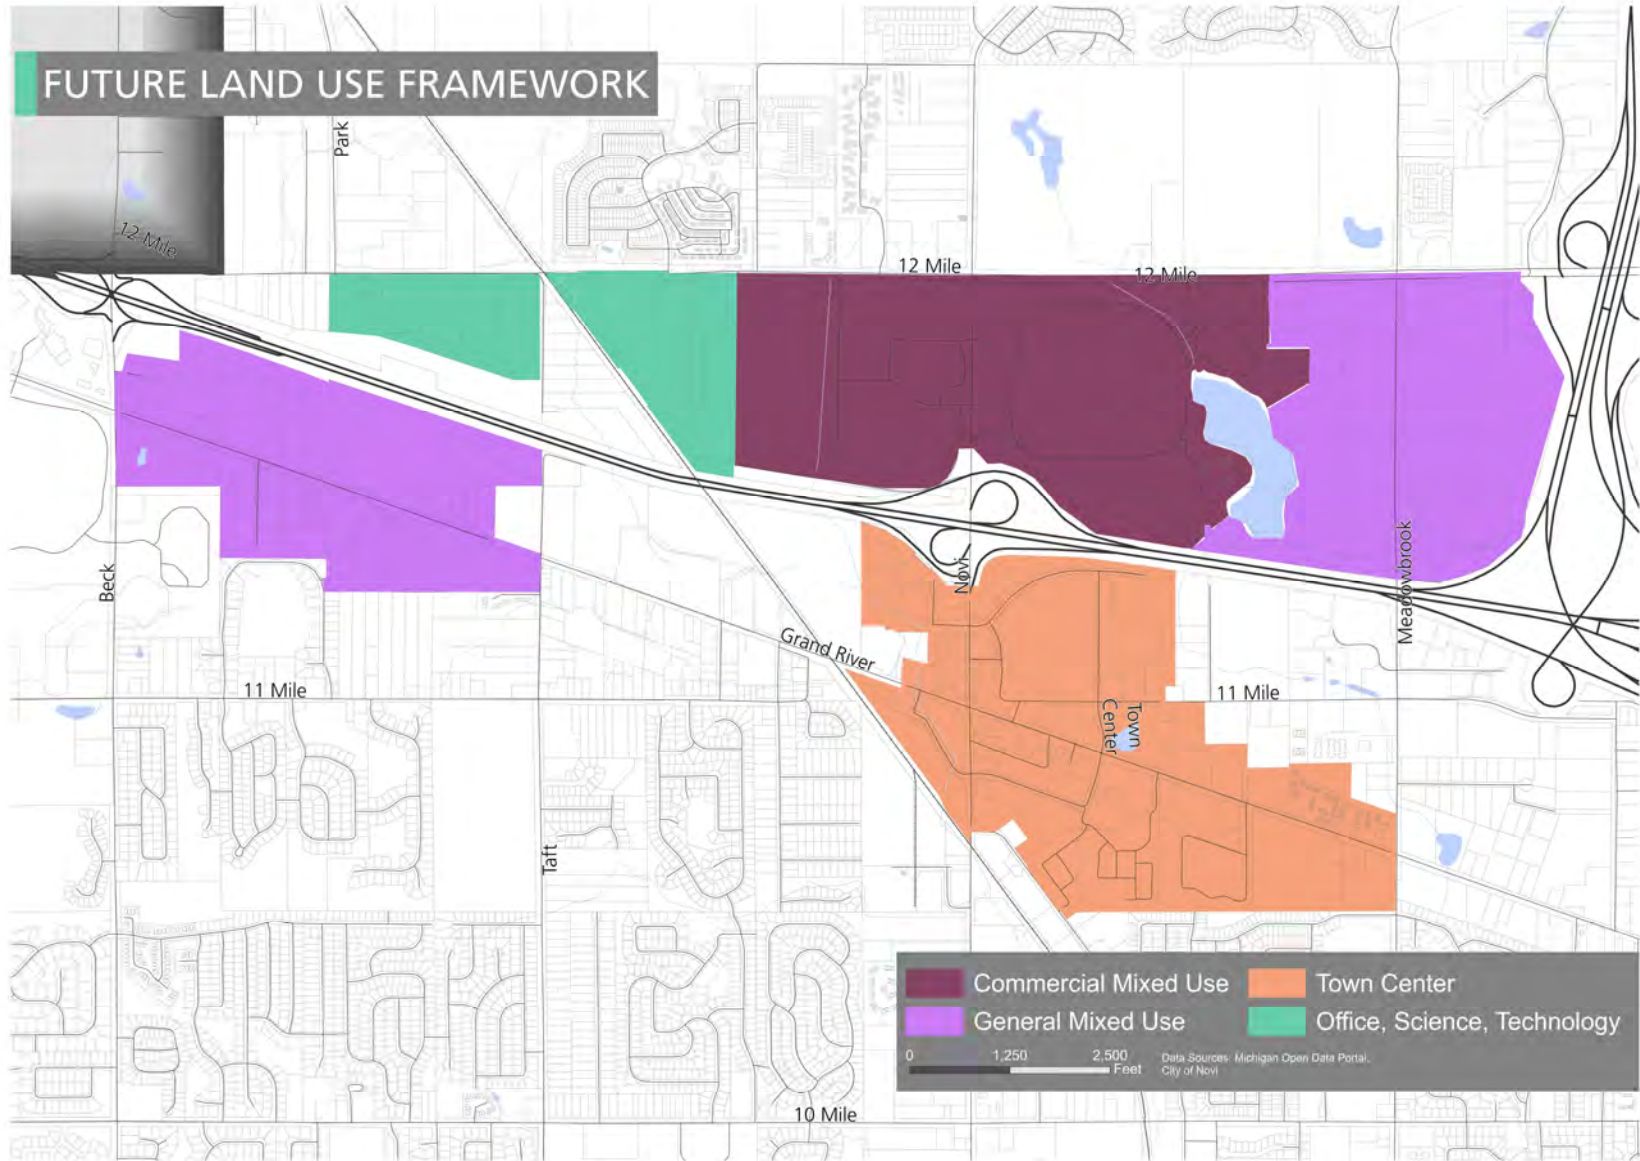 FUTURE LAND USE FRAMEWORK
Park
12 Mile
12 Mile
12 Mile
Beck
Novi
Meadowbrook
Grand River
11 Mile
11 Mile
Town
Center
Taft
Commercial Mixed Use
Town Center
General Mixed Use
Office, Science, Technology
0 1,250 2,500
Feet
Data Sources: Michigan Open Data Portal,
City of Novi
10 Mile